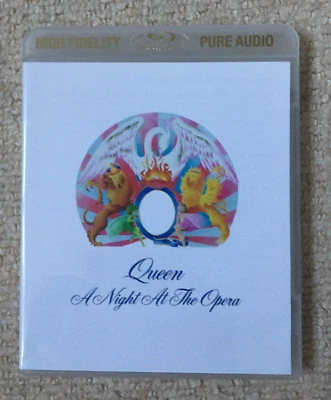 HIGH FIDELITY PURE AUDIO
Queen
A Night At The Opera